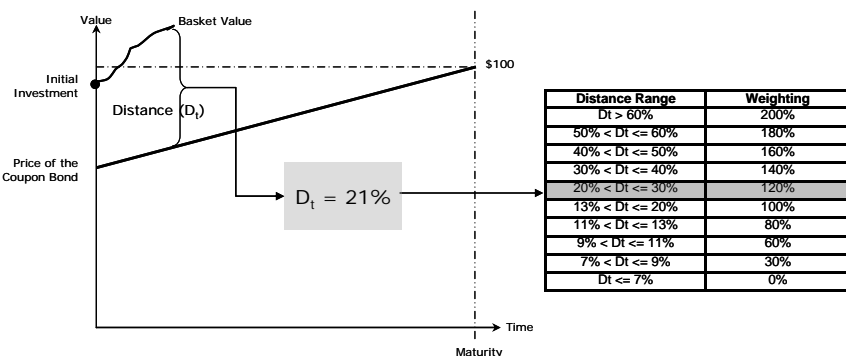 Value
Basket Value
$100
Initial
Investment
Distance (Dt)
Price of the
Coupon Bond
Dt = 21%
Time
Maturity
Distance Range Weighting
Dt > 60% 200%
50% < Dt <= 60% 180%
40% < Dt <= 50% 160%
30% < Dt <= 40% 140%
20% < Dt <= 30% 120%
13% < Dt <= 20% 100%
11% < Dt <= 13% 80%
9% < Dt <= 11% 60%
7% < Dt <= 9% 30%
Dt <= 7% 0%